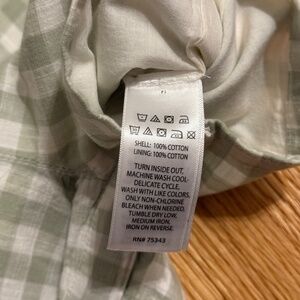 SHELL: 100% COTTON
LINING: 100% COTTON
TURN INSIDE OUT,
MACHINE WASH COOL-
DELICATE CYCLE,
WASH WITH LIKE COLORS,
ONLY NON-CHLORINE
BLEACH WHEN NEEDED,
TUMBLE DRY LOW,
MEDIUM IRON,
IRON ON REVERSE.
RN# 75343